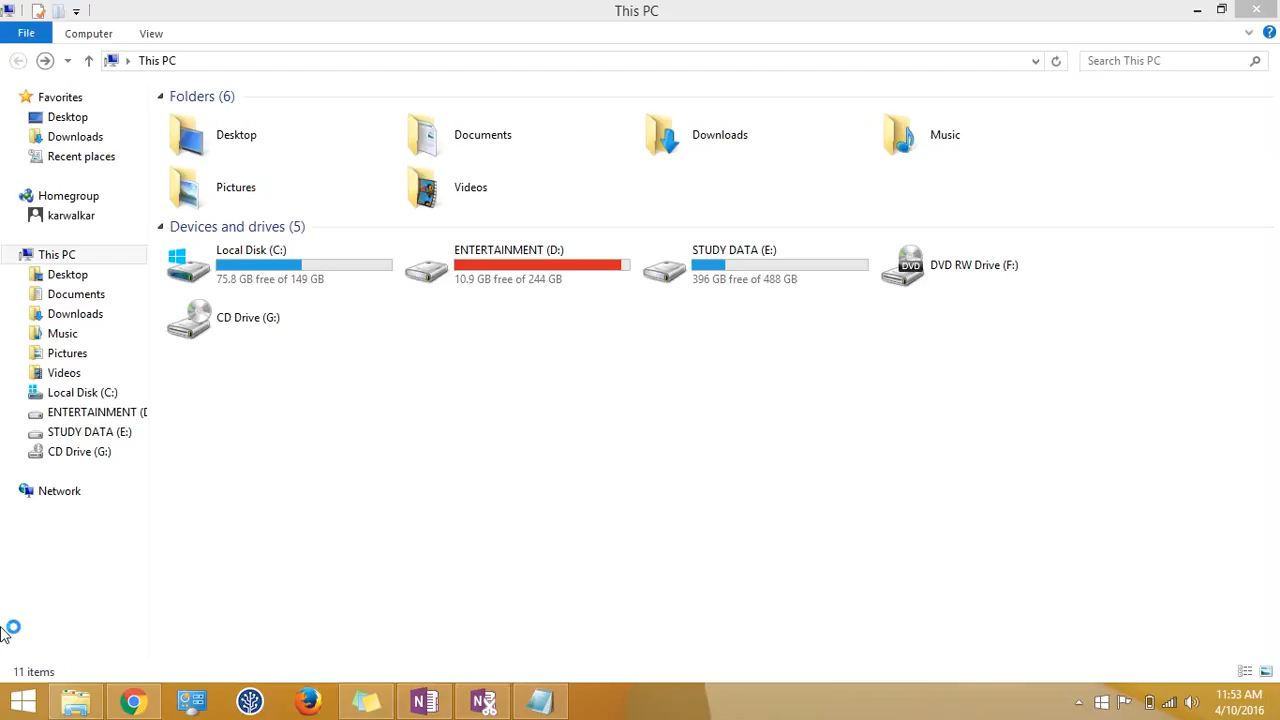 This PC
File
Computer
View
This PC
Search This PC
Favorites
Desktop
Downloads
Recent places
Homegroup
karwalkar
This PC
Desktop
Documents
Downloads
Music
Pictures
Videos
Local Disk (C:)
ENTERTAINMENT (D
STUDY DATA (E:)
CD Drive (G:)
Network
Folders (6)
Desktop
Documents
Downloads
Music
Pictures
Videos
Devices and drives (5)
Local Disk (C:)
75.8 GB free of 149 GB
ENTERTAINMENT (D:)
10.9 GB free of 244 GB
STUDY DATA (E:)
396 GB free of 488 GB
DVD
DVD RW Drive (F:)
CD Drive (G:)
11 items
11:53 AM
4/10/2016